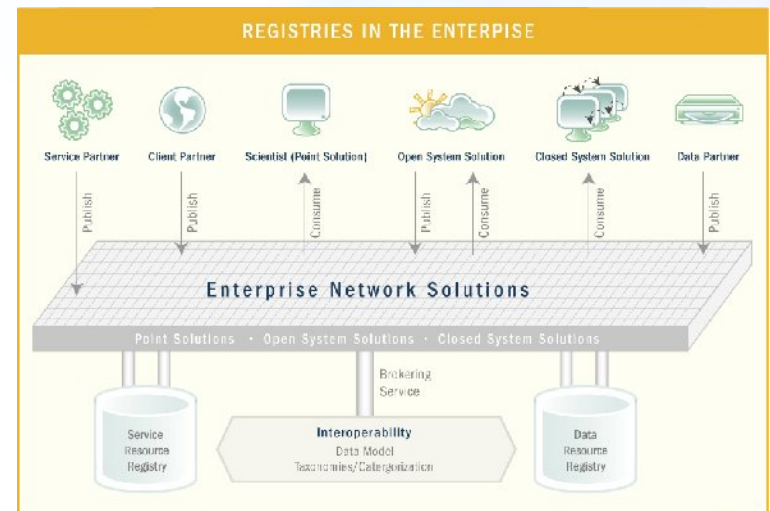 REGISTRIES IN THE ENTERPISE
Service Partner
Client Partner
Scientist (Point Solution)
Open System Solution
Closed System Solution
Data Partner
Publish
Publish
Consume
Publish
Consume
Consume
Publish
Enterprise Network Solutions
Point Solutions · Open System Solutions · Closed System Solutions
Brokering
Service
Service
Resource
Registry
Interoperability
Data Model
Taxonomies/Catergorization
Data
Resource
Registry